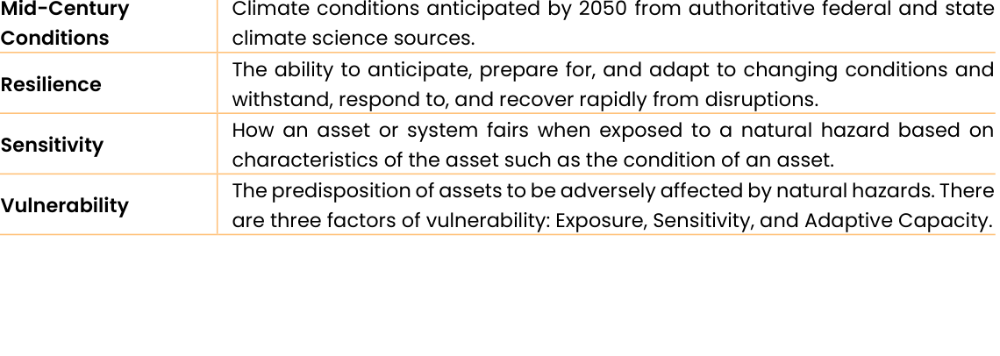 Mid-Century
Conditions
Climate conditions anticipated by 2050 from authoritative federal and state
climate science sources.
Resilience
The ability to anticipate, prepare for, and adapt to changing conditions and
withstand, respond to, and recover rapidly from disruptions.
Sensitivity
How an asset or system fairs when exposed to a natural hazard based on
characteristics of the asset such as the condition of an asset.
Vulnerability
The predisposition of assets to be adversely affected by natural hazards. There
are three factors of vulnerability: Exposure, Sensitivity, and Adaptive Capacity.